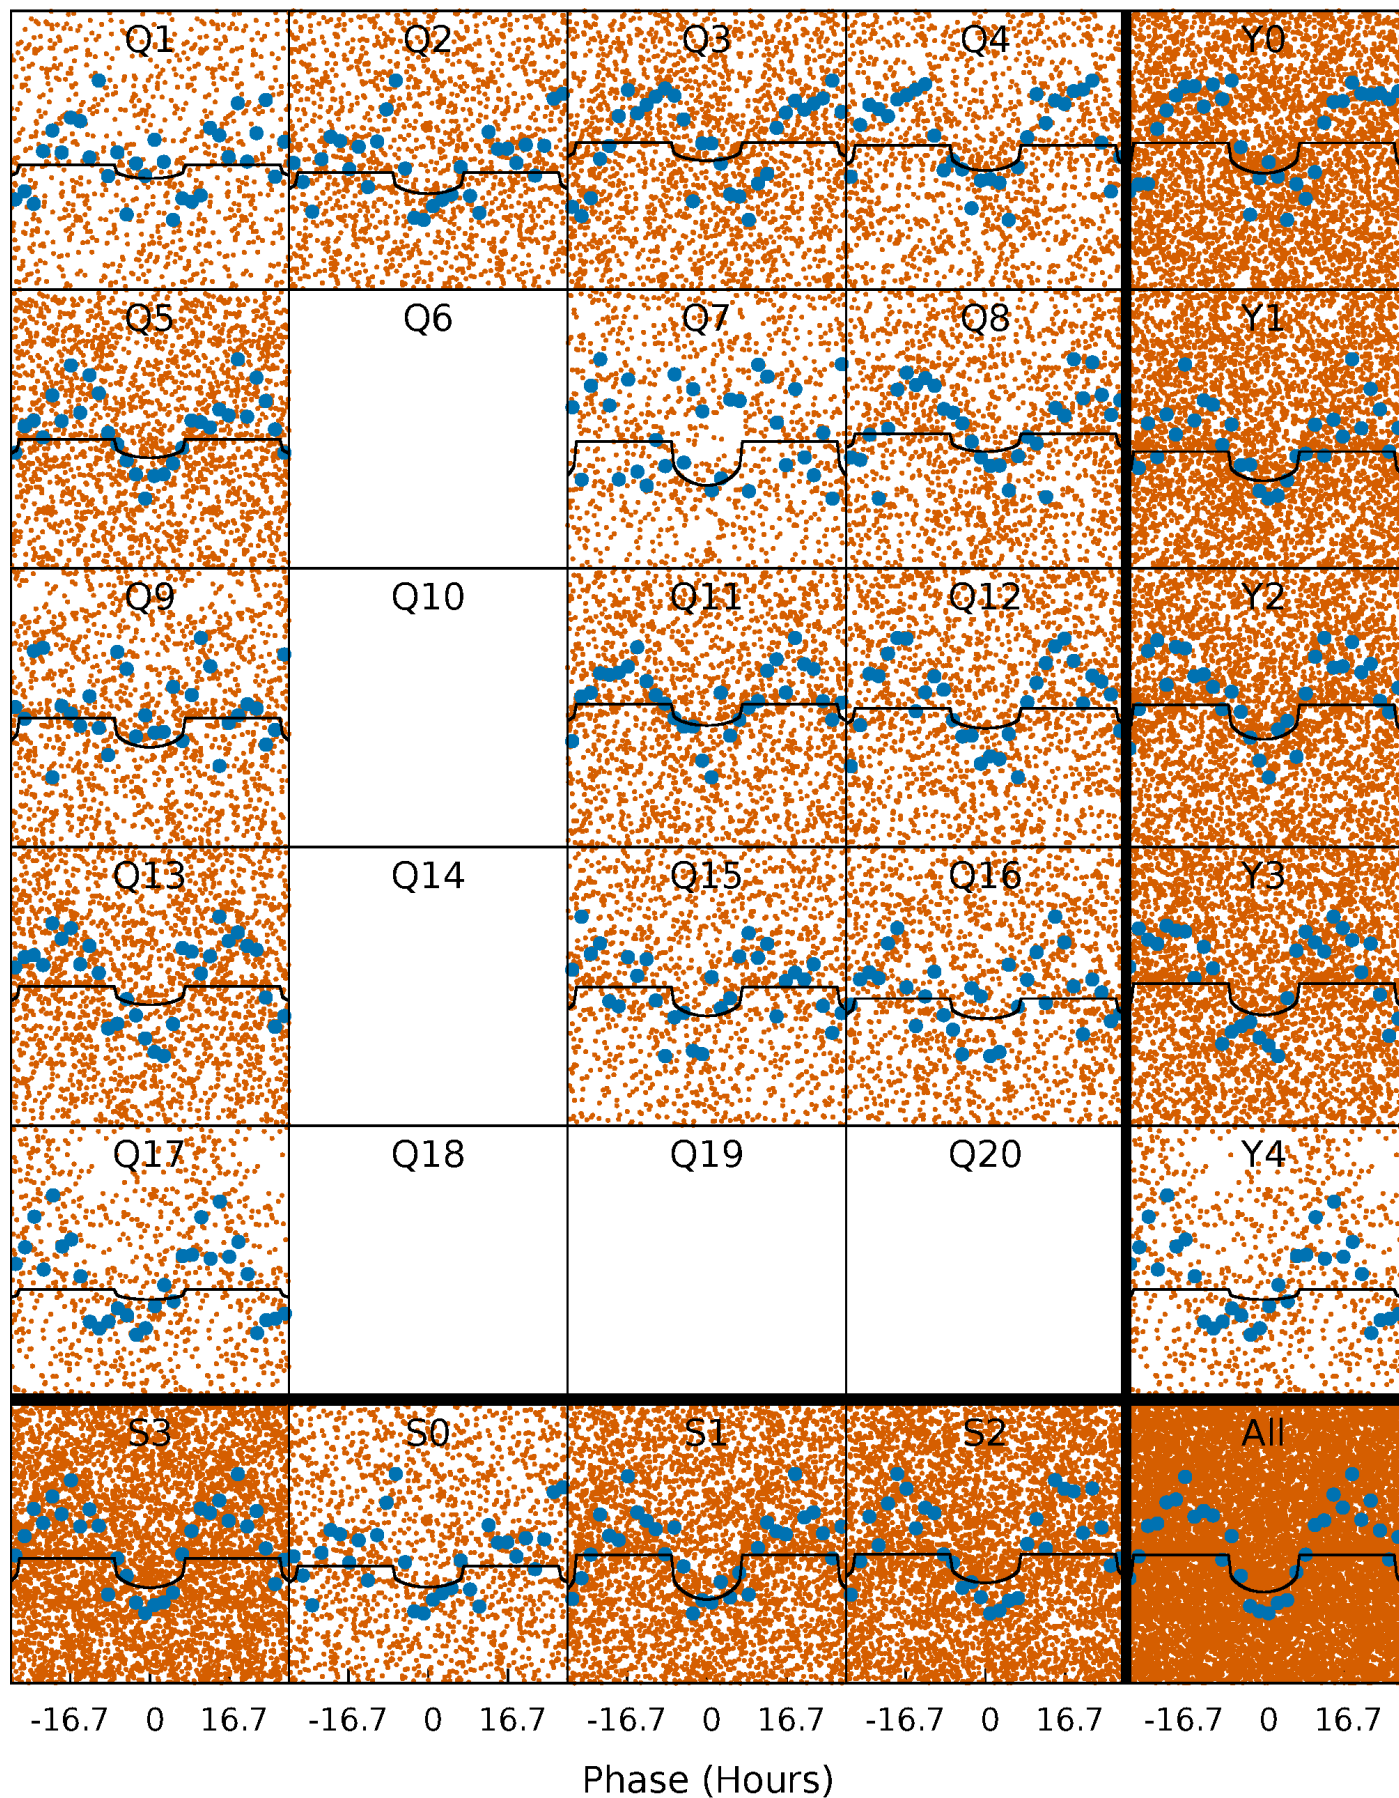 Q1 Q2 Q3 Q4 Y0
Q5 Q6 Q7 Q8 Y1
Q9 Q10 Q11 Q12 Y2
Q13 Q14 Q15 Q16 Y3
Q17 Q18 Q19 Q20 Y4
S3 S0 S1 S2 All
-16.7 0 16.7 -16.7 0 16.7 -16.7 0 16.7 -16.7 0 16.7 -16.7 0 16.7
Phase (Hours)